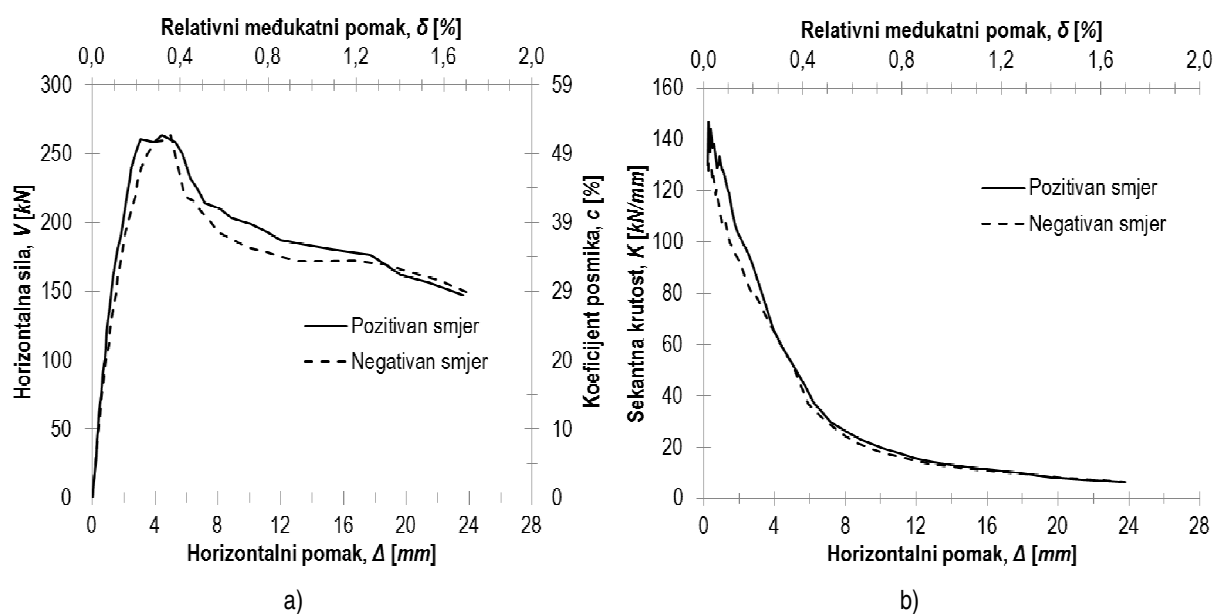 Relativni međukatni pomak, δ [%]
0,0 0,4 0,8 1,2 1,6 2,0
300
250
200
150
100
50
0
Horizontalna sila, V [kN]
59
49
39
29
20
10
0
Koeficijent posmika, c [%]
Pozitivan smjer
Negativan smjer
0 4 8 12 16 20 24 28
Horizontalni pomak, Δ [mm]
a)
Relativni međukatni pomak, δ [%]
0,0 0,4 0,8 1,2 1,6 2,0
160
140
120
100
80
60
40
20
0
Sekantna krutost, K [kN/mm]
Pozitivan smjer
Negativan smjer
0 4 8 12 16 20 24 28
Horizontalni pomak, Δ [mm]
b)